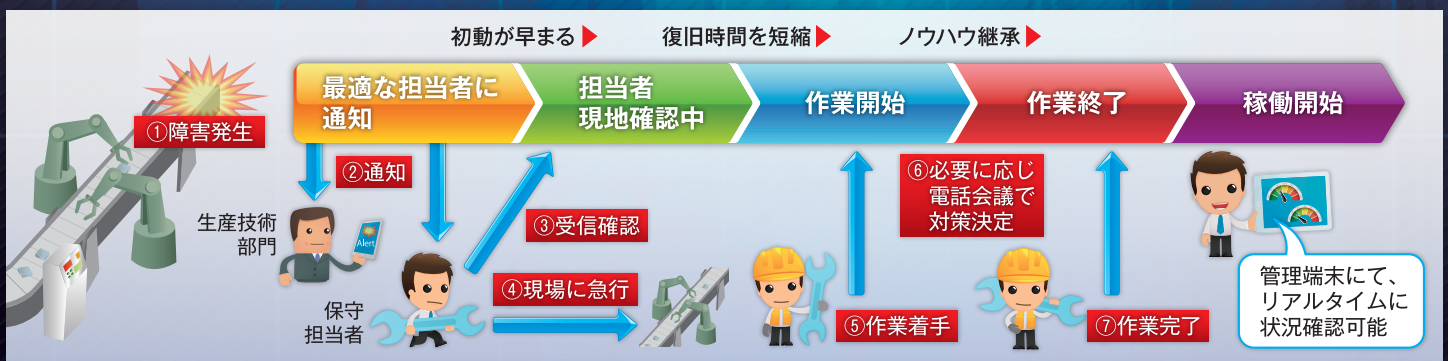 初動が早まる
復旧時間を短縮
ノウハウ継承
最適な担当者に
通知
担当者
現地確認中
作業開始
作業終了
稼働開始
①障害発生
②通知
生産技術
部門
Alert
③受信確認
保守
担当者
④現場に急行
⑤作業着手
⑥必要に応じ
電話会議で
対策決定
⑦作業完了
管理端末にて、
リアルタイムに
状況確認可能